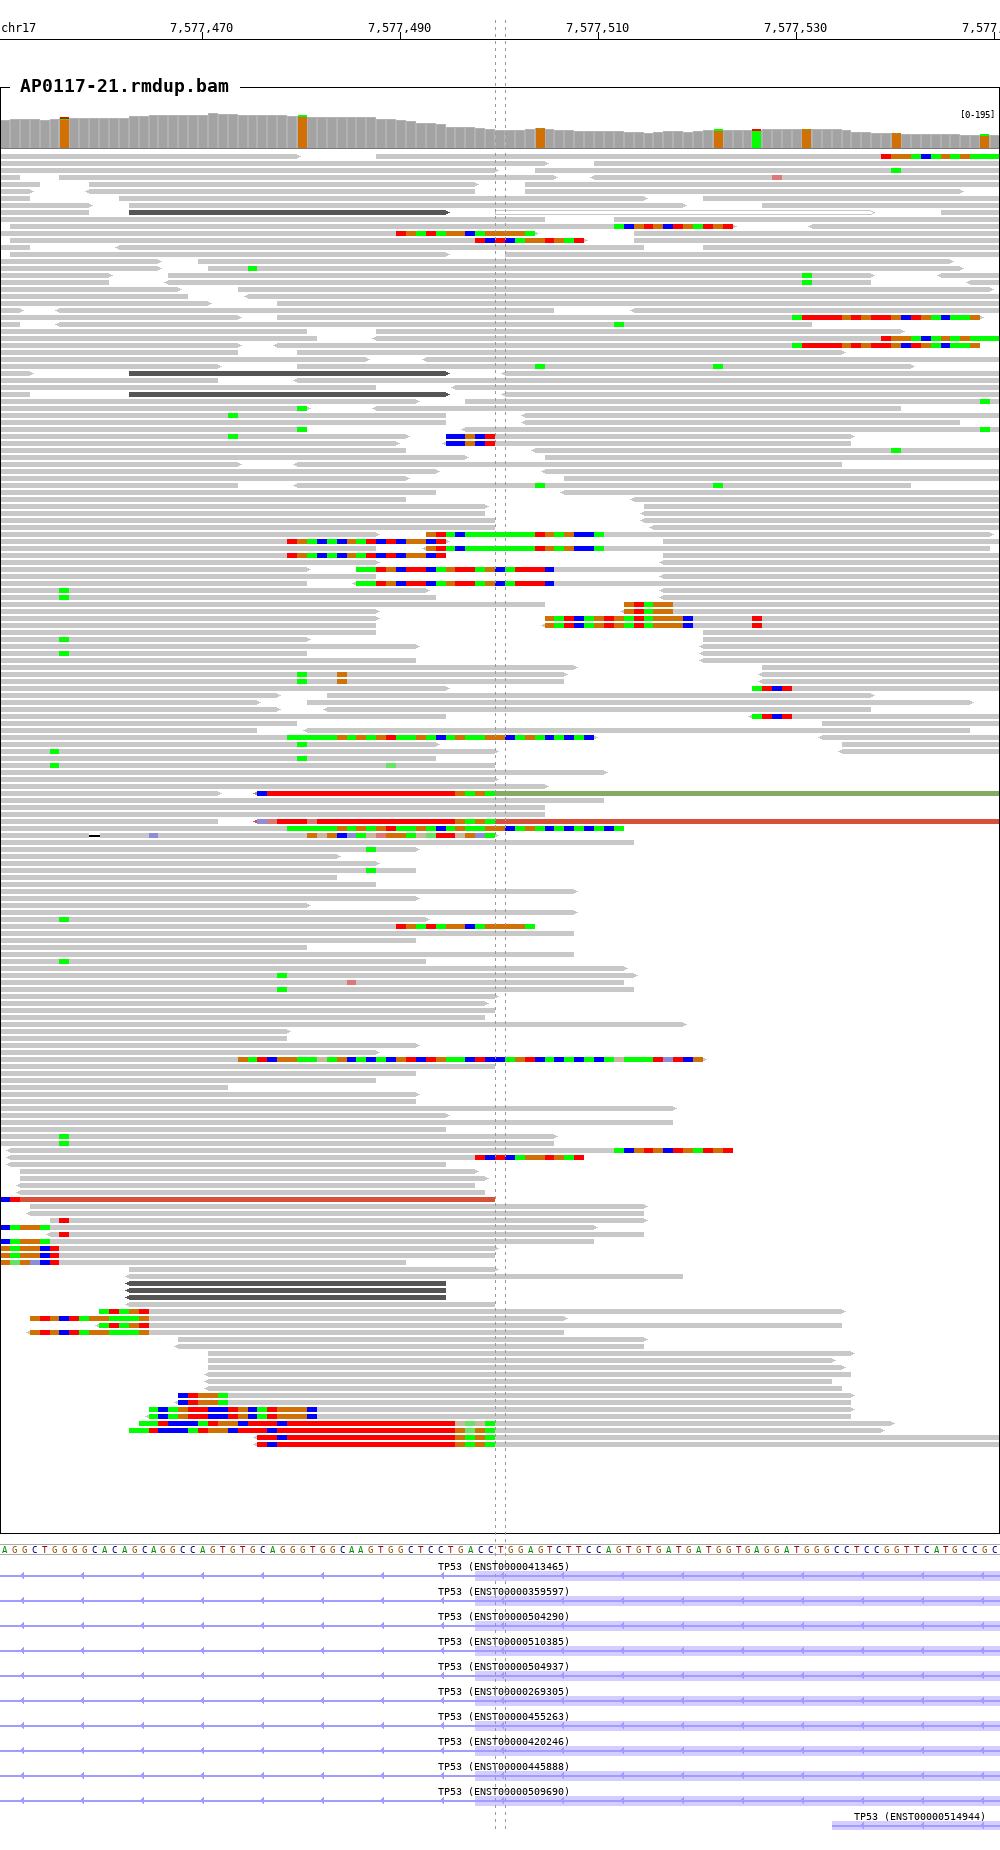 chr17 7,577,470 7,577,490 7,577,510 7,577,530 7,577,
AP0117-21.rmdup.bam
[0-195]
AGGCTGGGGCACAGCAGGCCAGTGTGCAGGGTGGCAAGTGGCTCCTGACCTGGAGTCTTCCAGTGTGATGATGGTGAGGATGGGCCTCCGGTTCATGCCGC
TP53 (ENST00000413465)
TP53 (ENST00000359597)
TP53 (ENST00000504290)
TP53 (ENST00000510385)
TP53 (ENST00000504937)
TP53 (ENST00000269305)
TP53 (ENST00000455263)
TP53 (ENST00000420246)
TP53 (ENST00000445888)
TP53 (ENST00000509690)
TP53 (ENST00000514944)